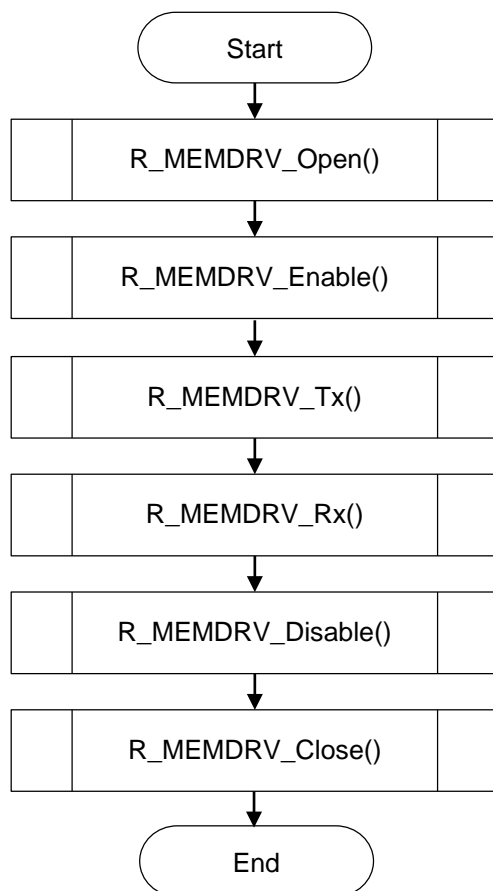 Start
R_MEMDRV_Open()
R_MEMDRV_Enable()
R_MEMDRV_Tx()
R_MEMDRV_Rx()
R_MEMDRV_Disable()
R_MEMDRV_Close()
End